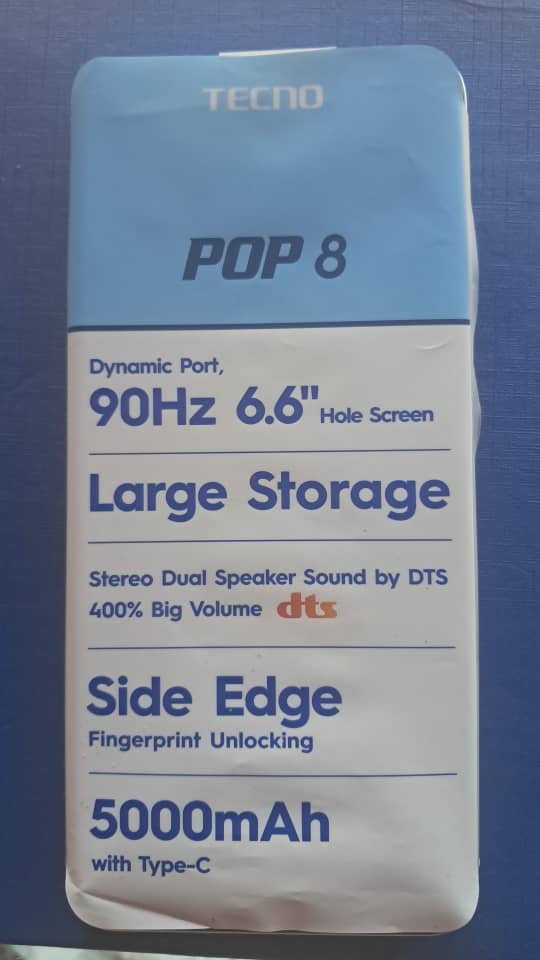 TECNO
POP 8
Dynamic Port,
90Hz 6.6" Hole Screen
Large Storage
Stereo Dual Speaker Sound by DTS
400% Big Volume dts
Side Edge
Fingerprint Unlocking
5000mAh
with Type-C